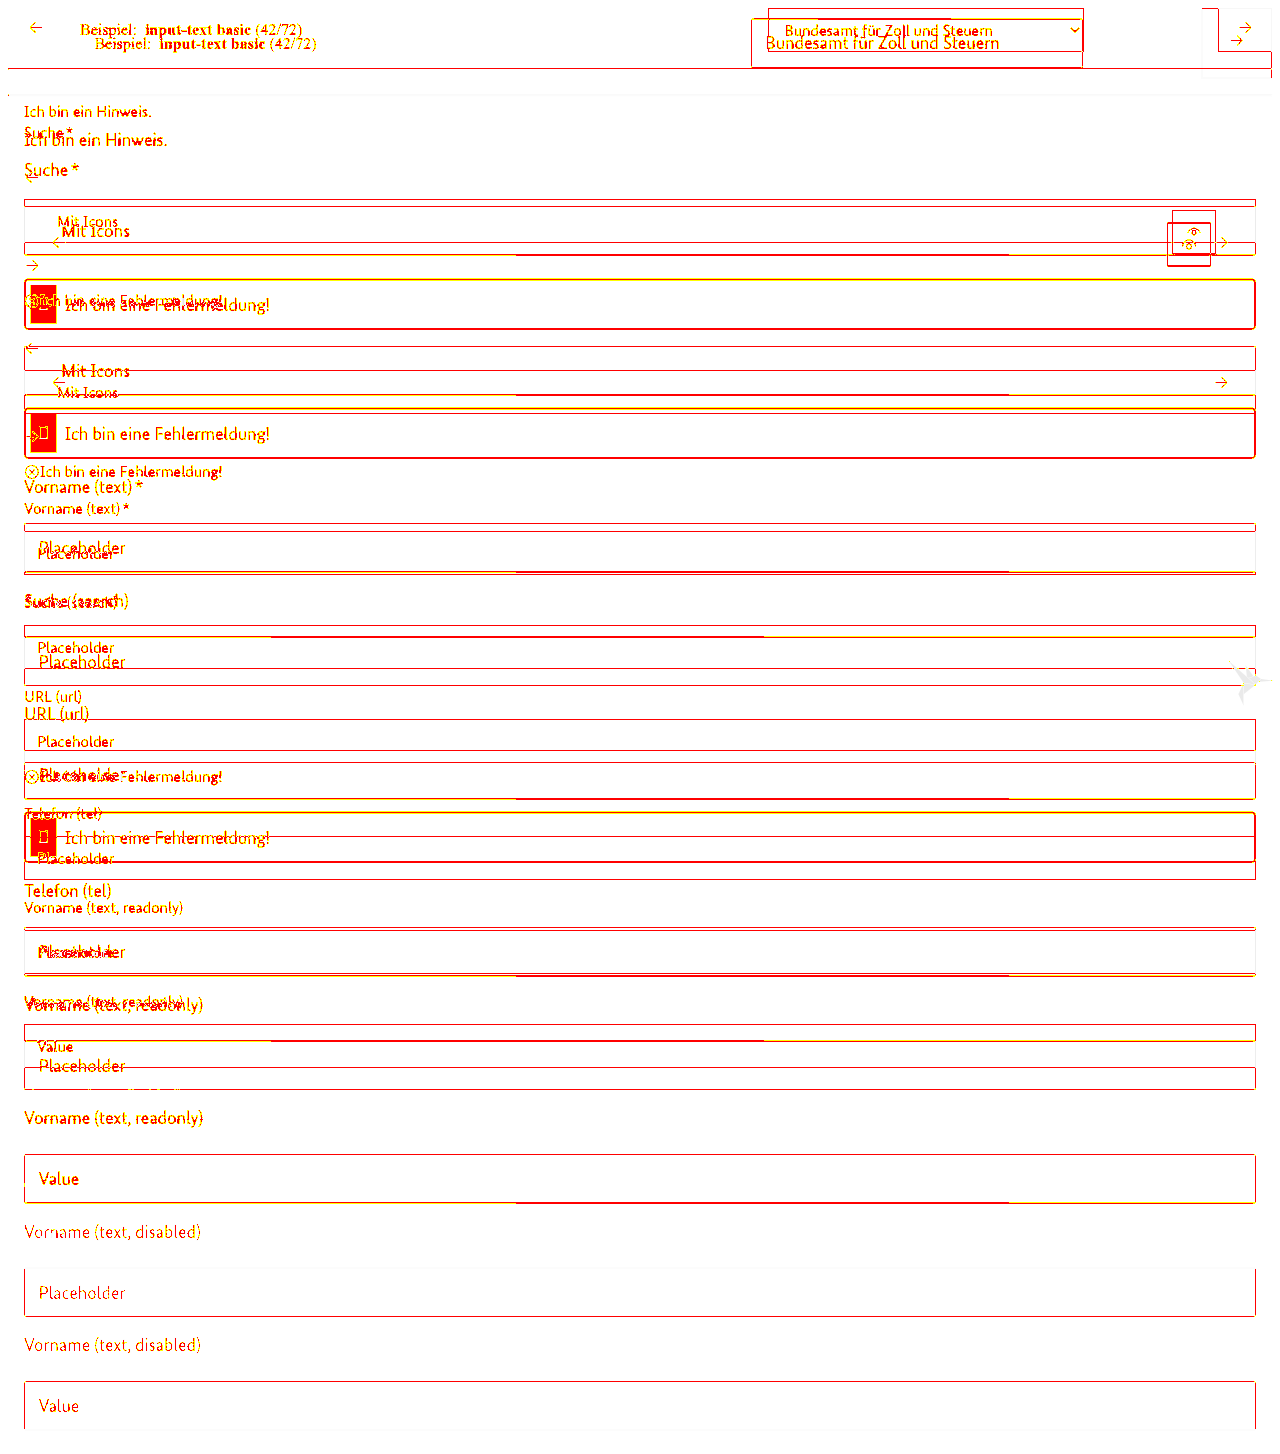 Beispiel: input-text basic (42/72)
Bundesamt für Zoll und Steuern
Beispiel: input-text basic (42/72)
Bundesamt für Zoll und Steuern
Ich bin ein Hinweis.
Suche *
Ich bin ein Hinweis.
Suche *
Mit Icons
Mit Icons
Ich bin eine Fehlermeldung!
Ich bin eine Fehlermeldung!
Mit Icons
Mit Icons
Ich bin eine Fehlermeldung!
Ich bin eine Fehlermeldung!
Vorname (text) *
Vorname (text) *
Placeholder
Placeholder
Suche (search)
Suche (search)
Placeholder
Placeholder
URL (url)
URL (url)
Placeholder
Placeholder
Ich bin eine Fehlermeldung!
Telefon (tel)
Ich bin eine Fehlermeldung!
Placeholder
Telefon (tel)
Vorname (text, readonly)
Placeholder
Placeholder
Vorname (text, readonly)
Vorname (text, readonly)
Value
Placeholder
Vorname (text, readonly)
Value
Vorname (text, disabled)
Placeholder
Vorname (text, disabled)
Value